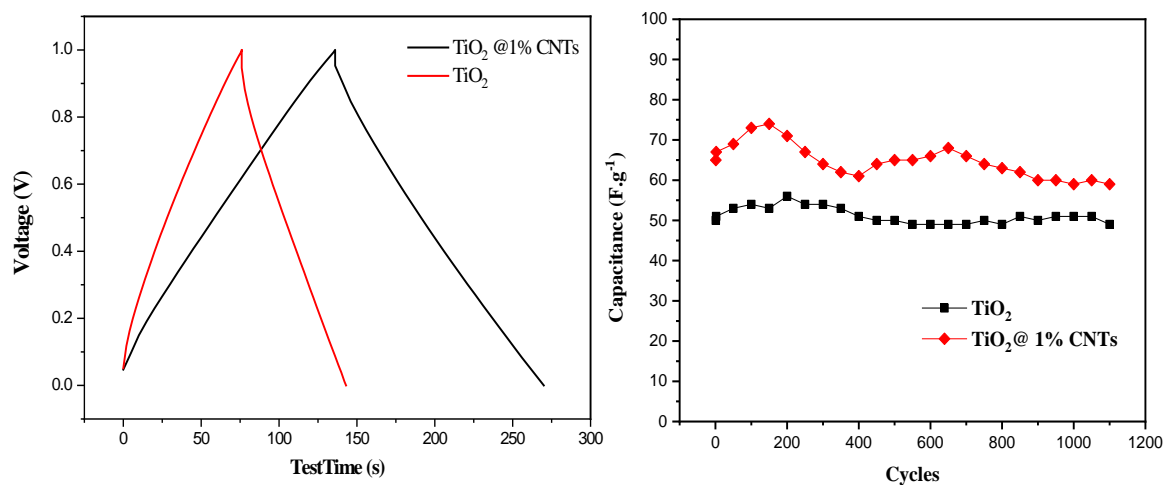 TiO2 @1% CNTs
TiO2
Voltage (V)
1.0
0.8
0.6
0.4
0.2
0.0
0 50 100 150 200 250 300
TestTime (s)
Capacitance (F.g-1)
100
90
80
70
60
50
40
30
20
10
0
TiO2
TiO2@ 1% CNTs
0 200 400 600 800 1000 1200
Cycles